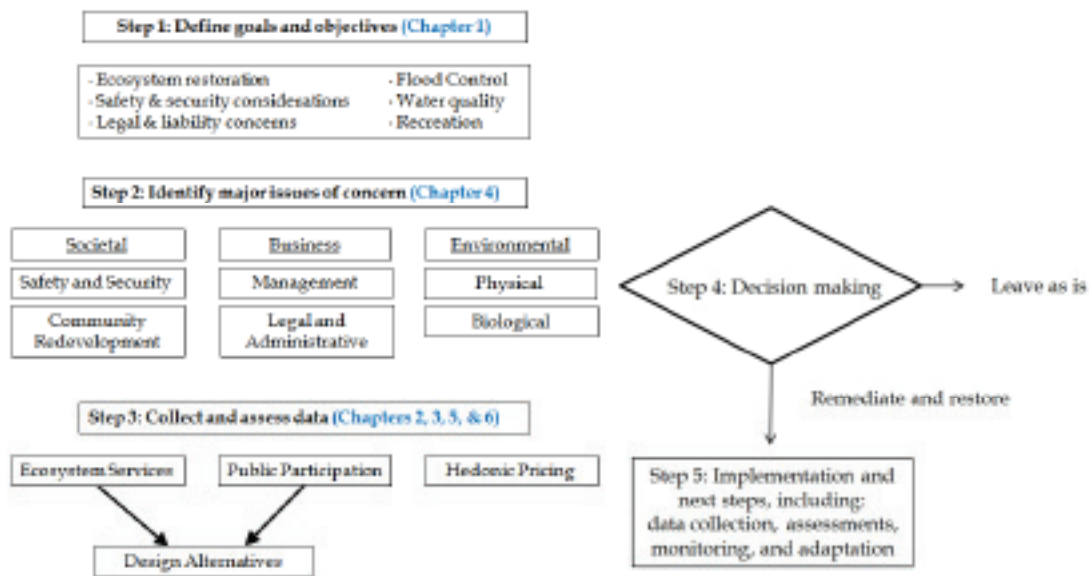 Step 1: Define goals and objectives (Chapter 1)
· Ecosystem restoration
· Safety & security considerations
· Legal & liability concerns
· Flood Control
· Water quality
· Recreation
Step 2: Identify major issues of concern (Chapter 4)
Societal
Business
Environmental
Safety and Security
Management
Physical
Community
Redevelopment
Legal and
Administrative
Biological
Step 3: Collect and assess data (Chapters 2, 3, 5, & 6)
Ecosystem Services
Public Participation
Hedonic Pricing
Design Alternatives
Step 4: Decision making
Leave as is
Remediate and restore
Step 5: Implementation and
next steps, including:
data collection, assessments,
monitoring, and adaptation